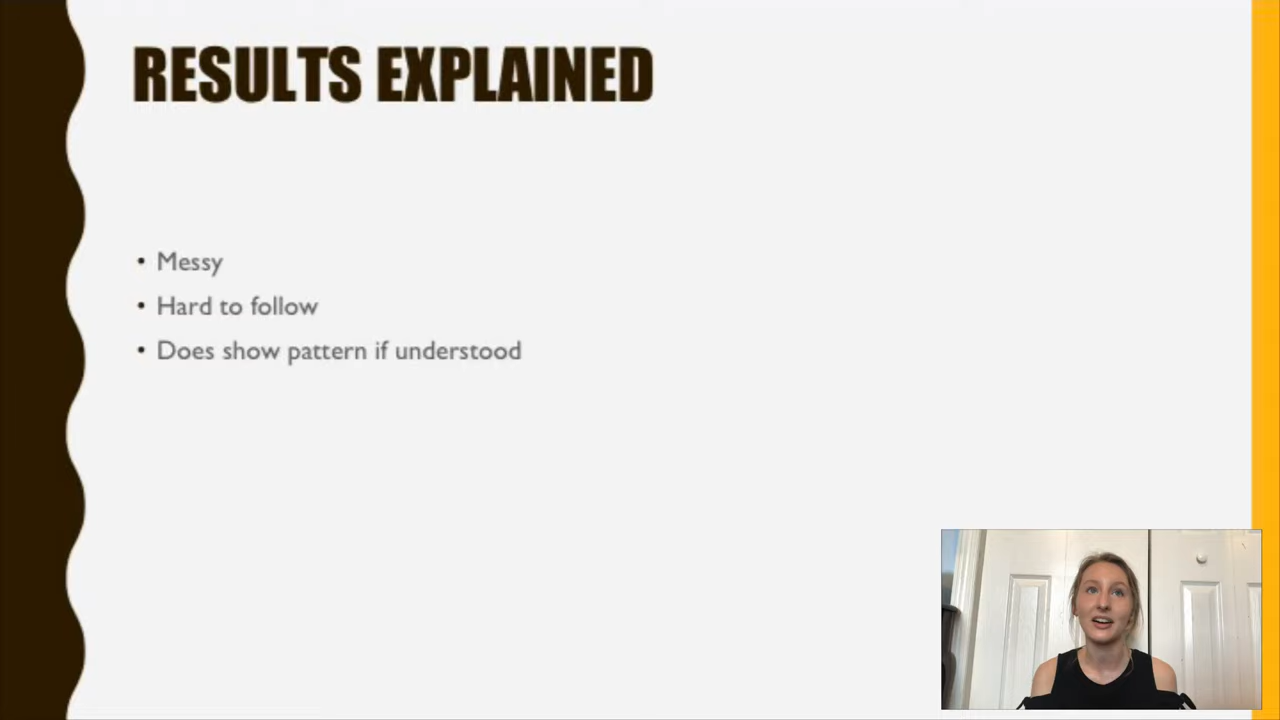 RESULTS EXPLAINED
• Messy
• Hard to follow
• Does show pattern if understood